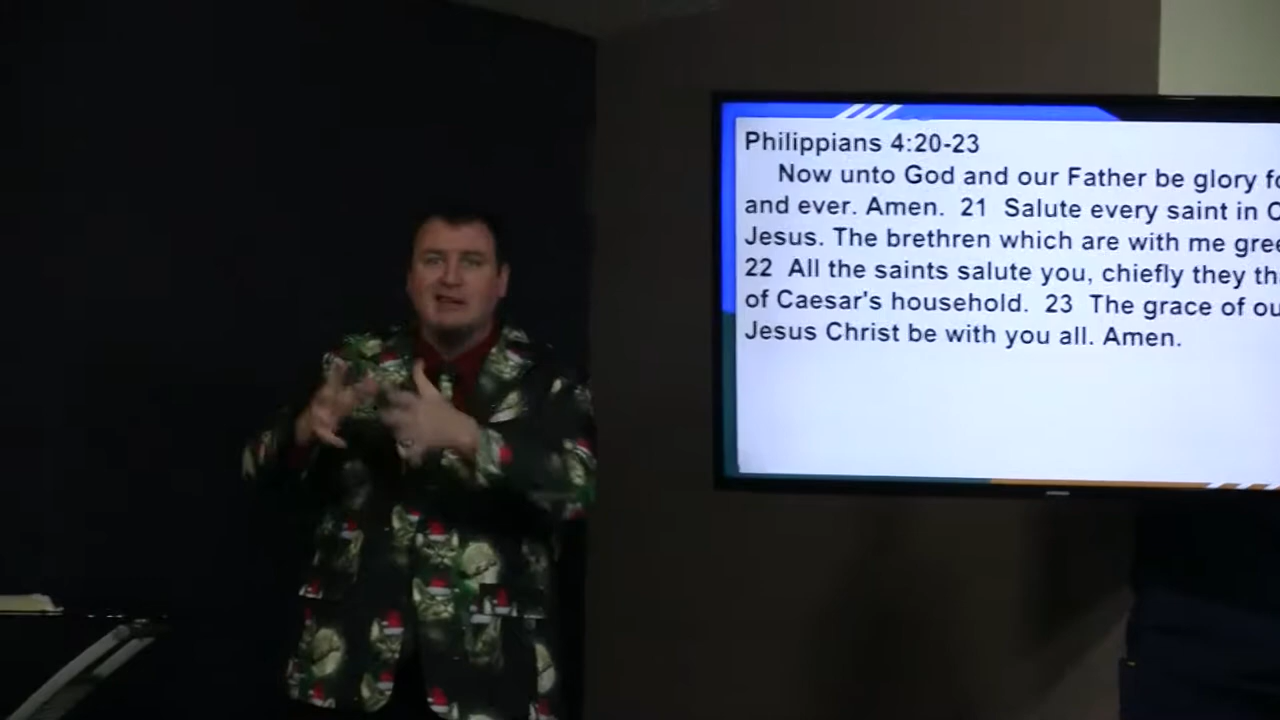 Philippians 4:20-23
Now unto God and our Father be glory
and ever. Amen. 21 Salute every saint in
Jesus. The brethren which are with me
22 All the saints salute you, chiefly they
of Caesar's household. 23 The grace of
Jesus Christ be with you all. Amen.